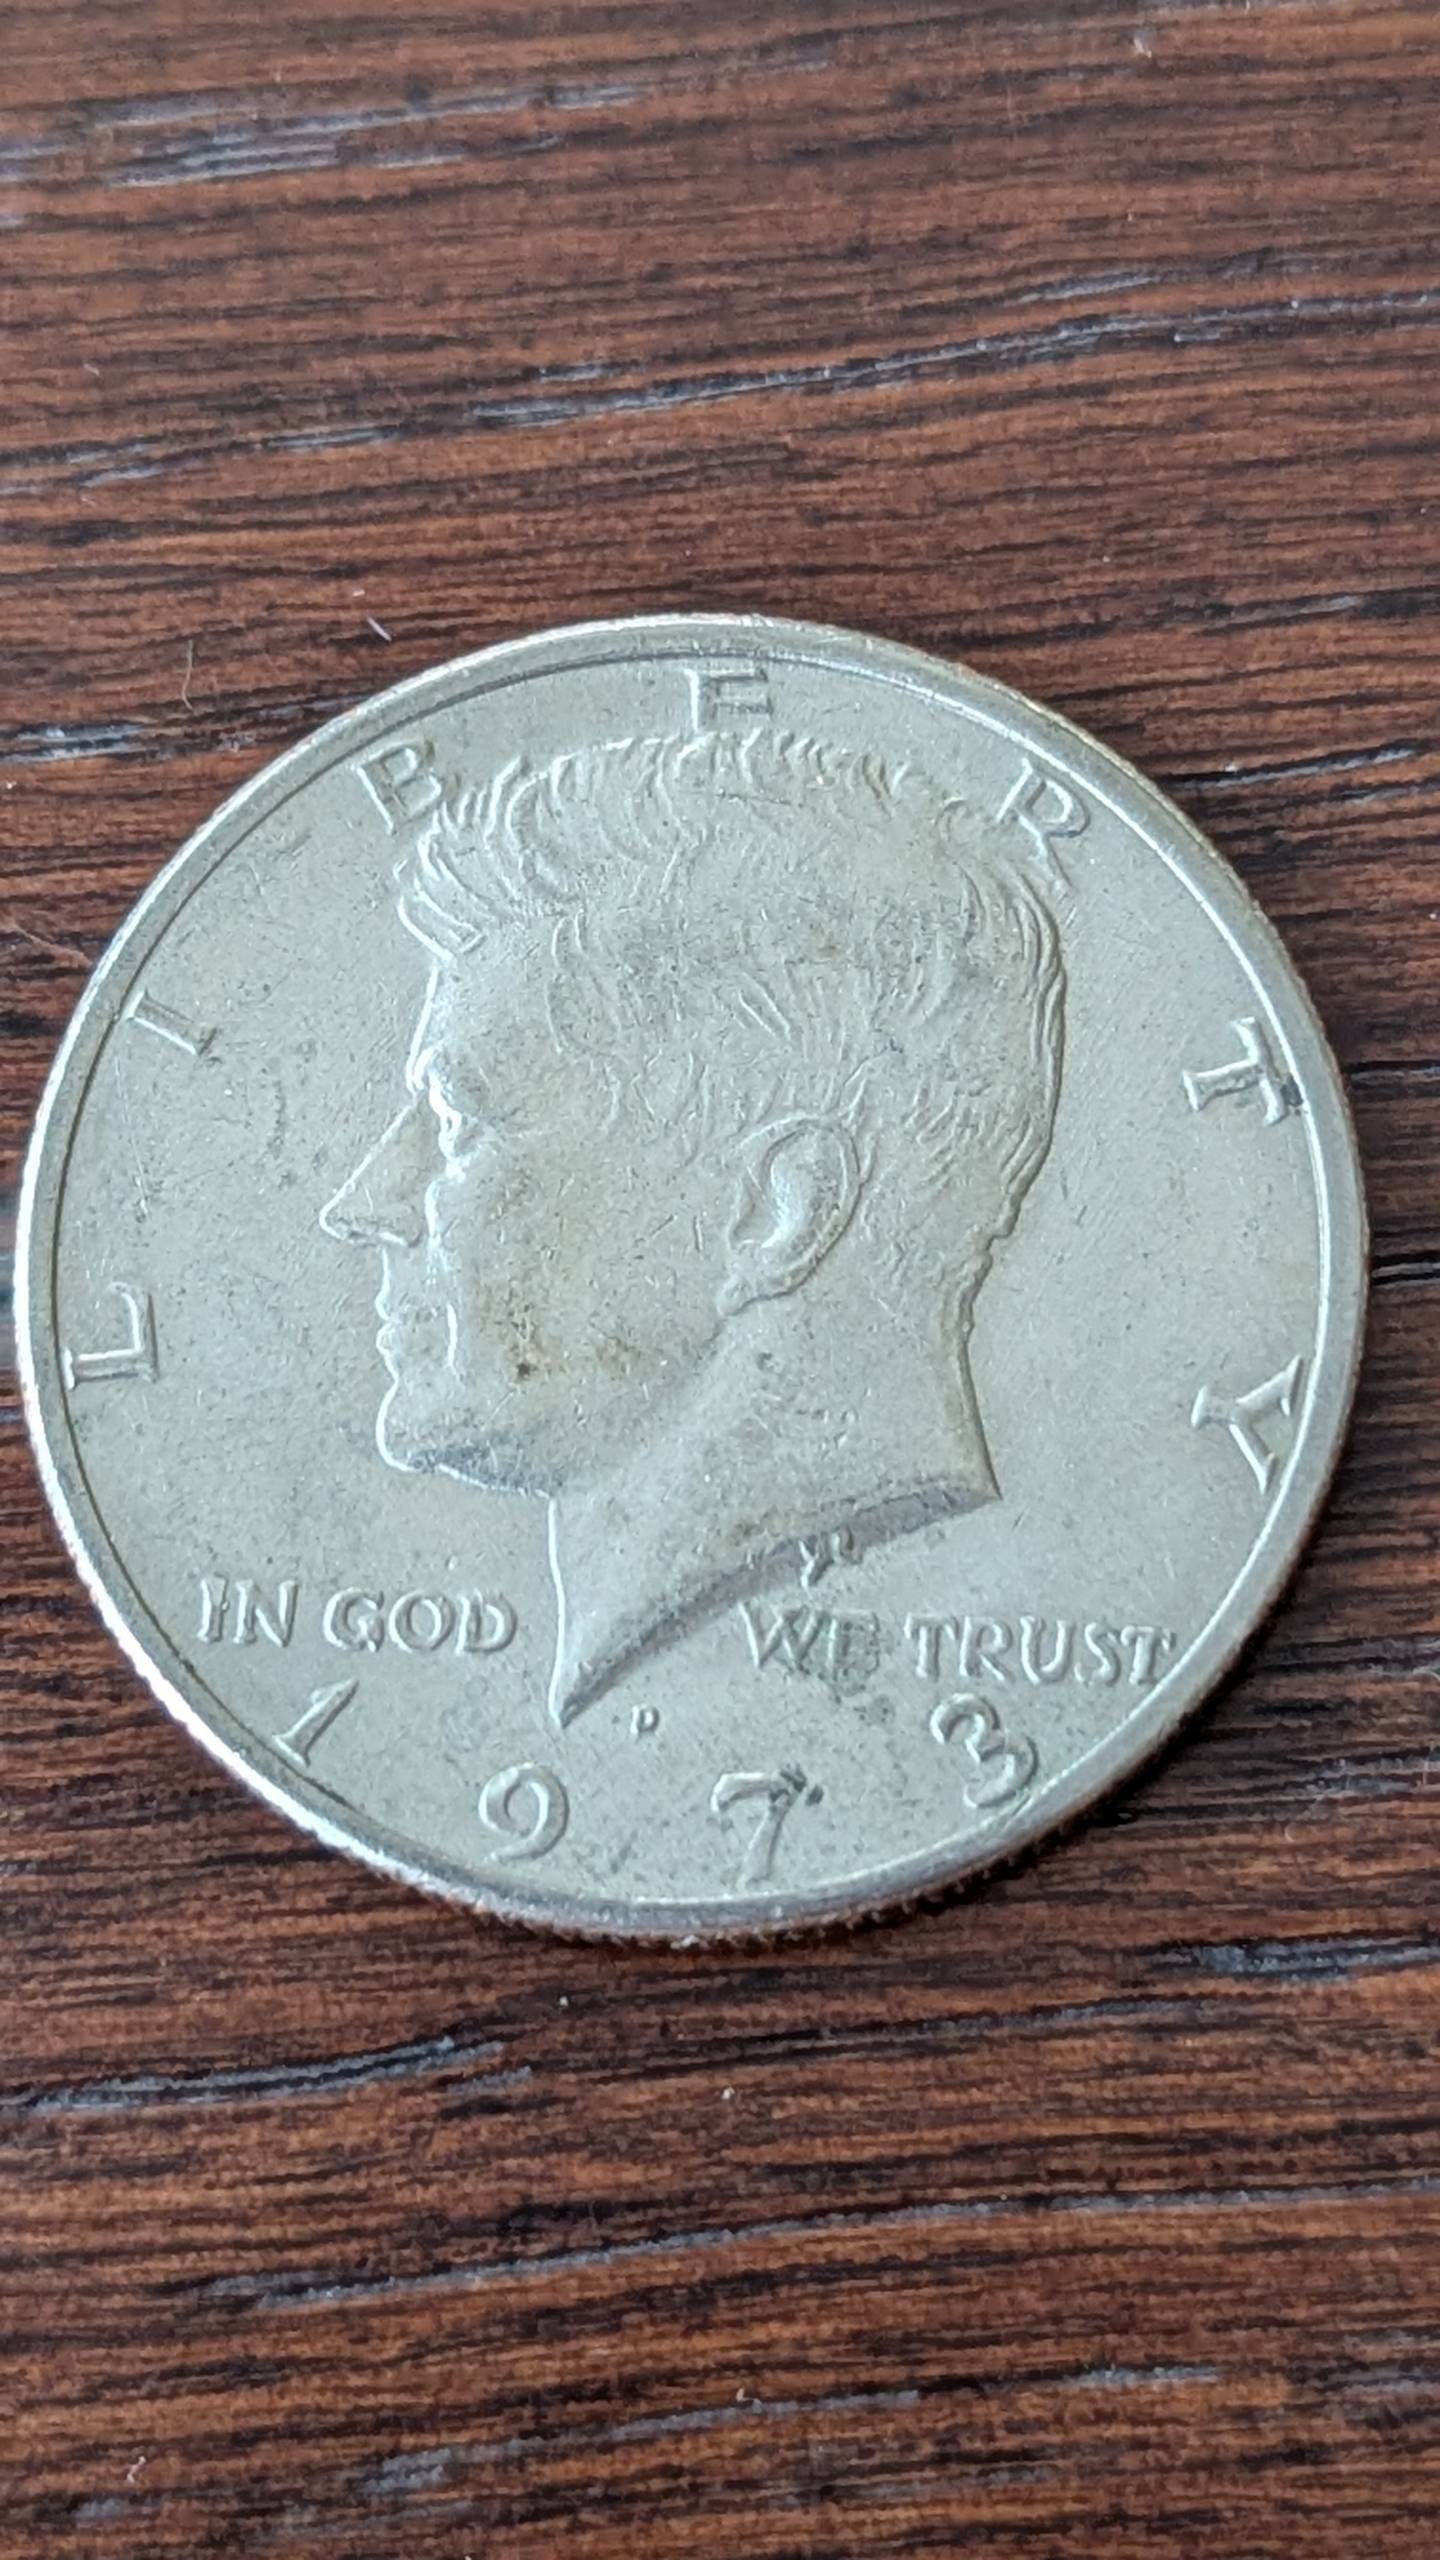 LIBERTY
IN GOD WE TRUST
D
1973